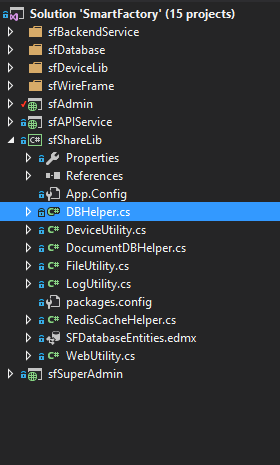 Solution 'SmartFactory' (15 projects)
sfBackendService
sfDatabase
sfDeviceLib
sfWireFrame
sfAdmin
sfAPIService
C# sfShareLib
Properties
References
App.Config
C# DBHelper.cs
C# DeviceUtility.cs
C# DocumentDBHelper.cs
C# FileUtility.cs
C# LogUtility.cs
packages.config
C# RedisCacheHelper.cs
SFDatabaseEntities.edmx
C# WebUtility.cs
sfSuperAdmin